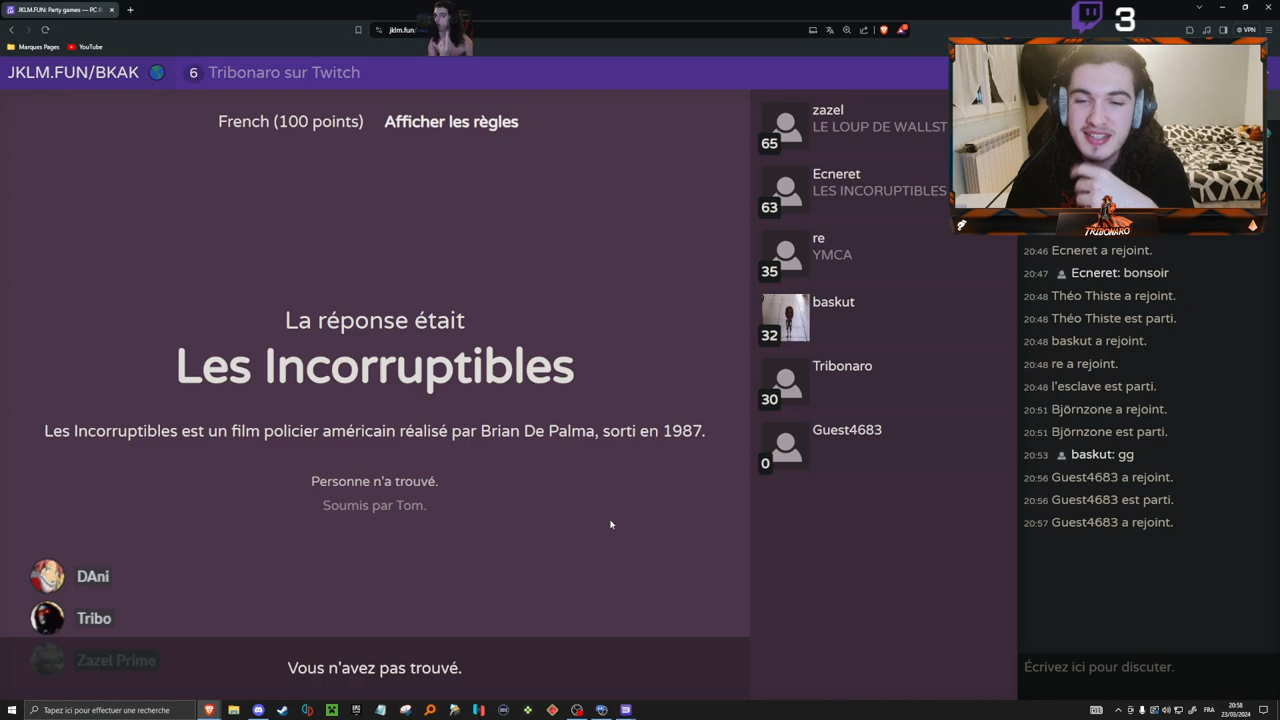 JKLM.FUN: Party games — PC B
jklm.fun/
VPN
Marques Pages
YouTube
3
JKLM.FUN/BKAK
6
Tribonaro sur Twitch
French (100 points)
Afficher les règles
La réponse était
Les Incorruptibles
Les Incorruptibles est un film policier américain réalisé par Brian De Palma, sorti en 1987.
Personne n'a trouvé.
Soumis par Tom.
DAni
Tribo
Zazel Prime
Vous n'avez pas trouvé.
zazel
LE LOUP DE WALLST
65
Ecneret
LES INCORUPTIBLES
63
re
YMCA
35
baskut
32
Tribonaro
30
Guest4683
0
TRIBONARO
20:46 Ecneret a rejoint.
20:47 Ecneret: bonsoir
20:48 Théo Thiste a rejoint.
20:48 Théo Thiste est parti.
20:48 baskut a rejoint.
20:48 re a rejoint.
20:48 l'esclave est parti.
20:51 Björnzone a rejoint.
20:51 Björnzone est parti.
20:53 baskut: gg
20:56 Guest4683 a rejoint.
20:56 Guest4683 est parti.
20:57 Guest4683 a rejoint.
Écrivez ici pour discuter.
Tapez ici pour effectuer une recherche
FRA
20:58
23/03/2024